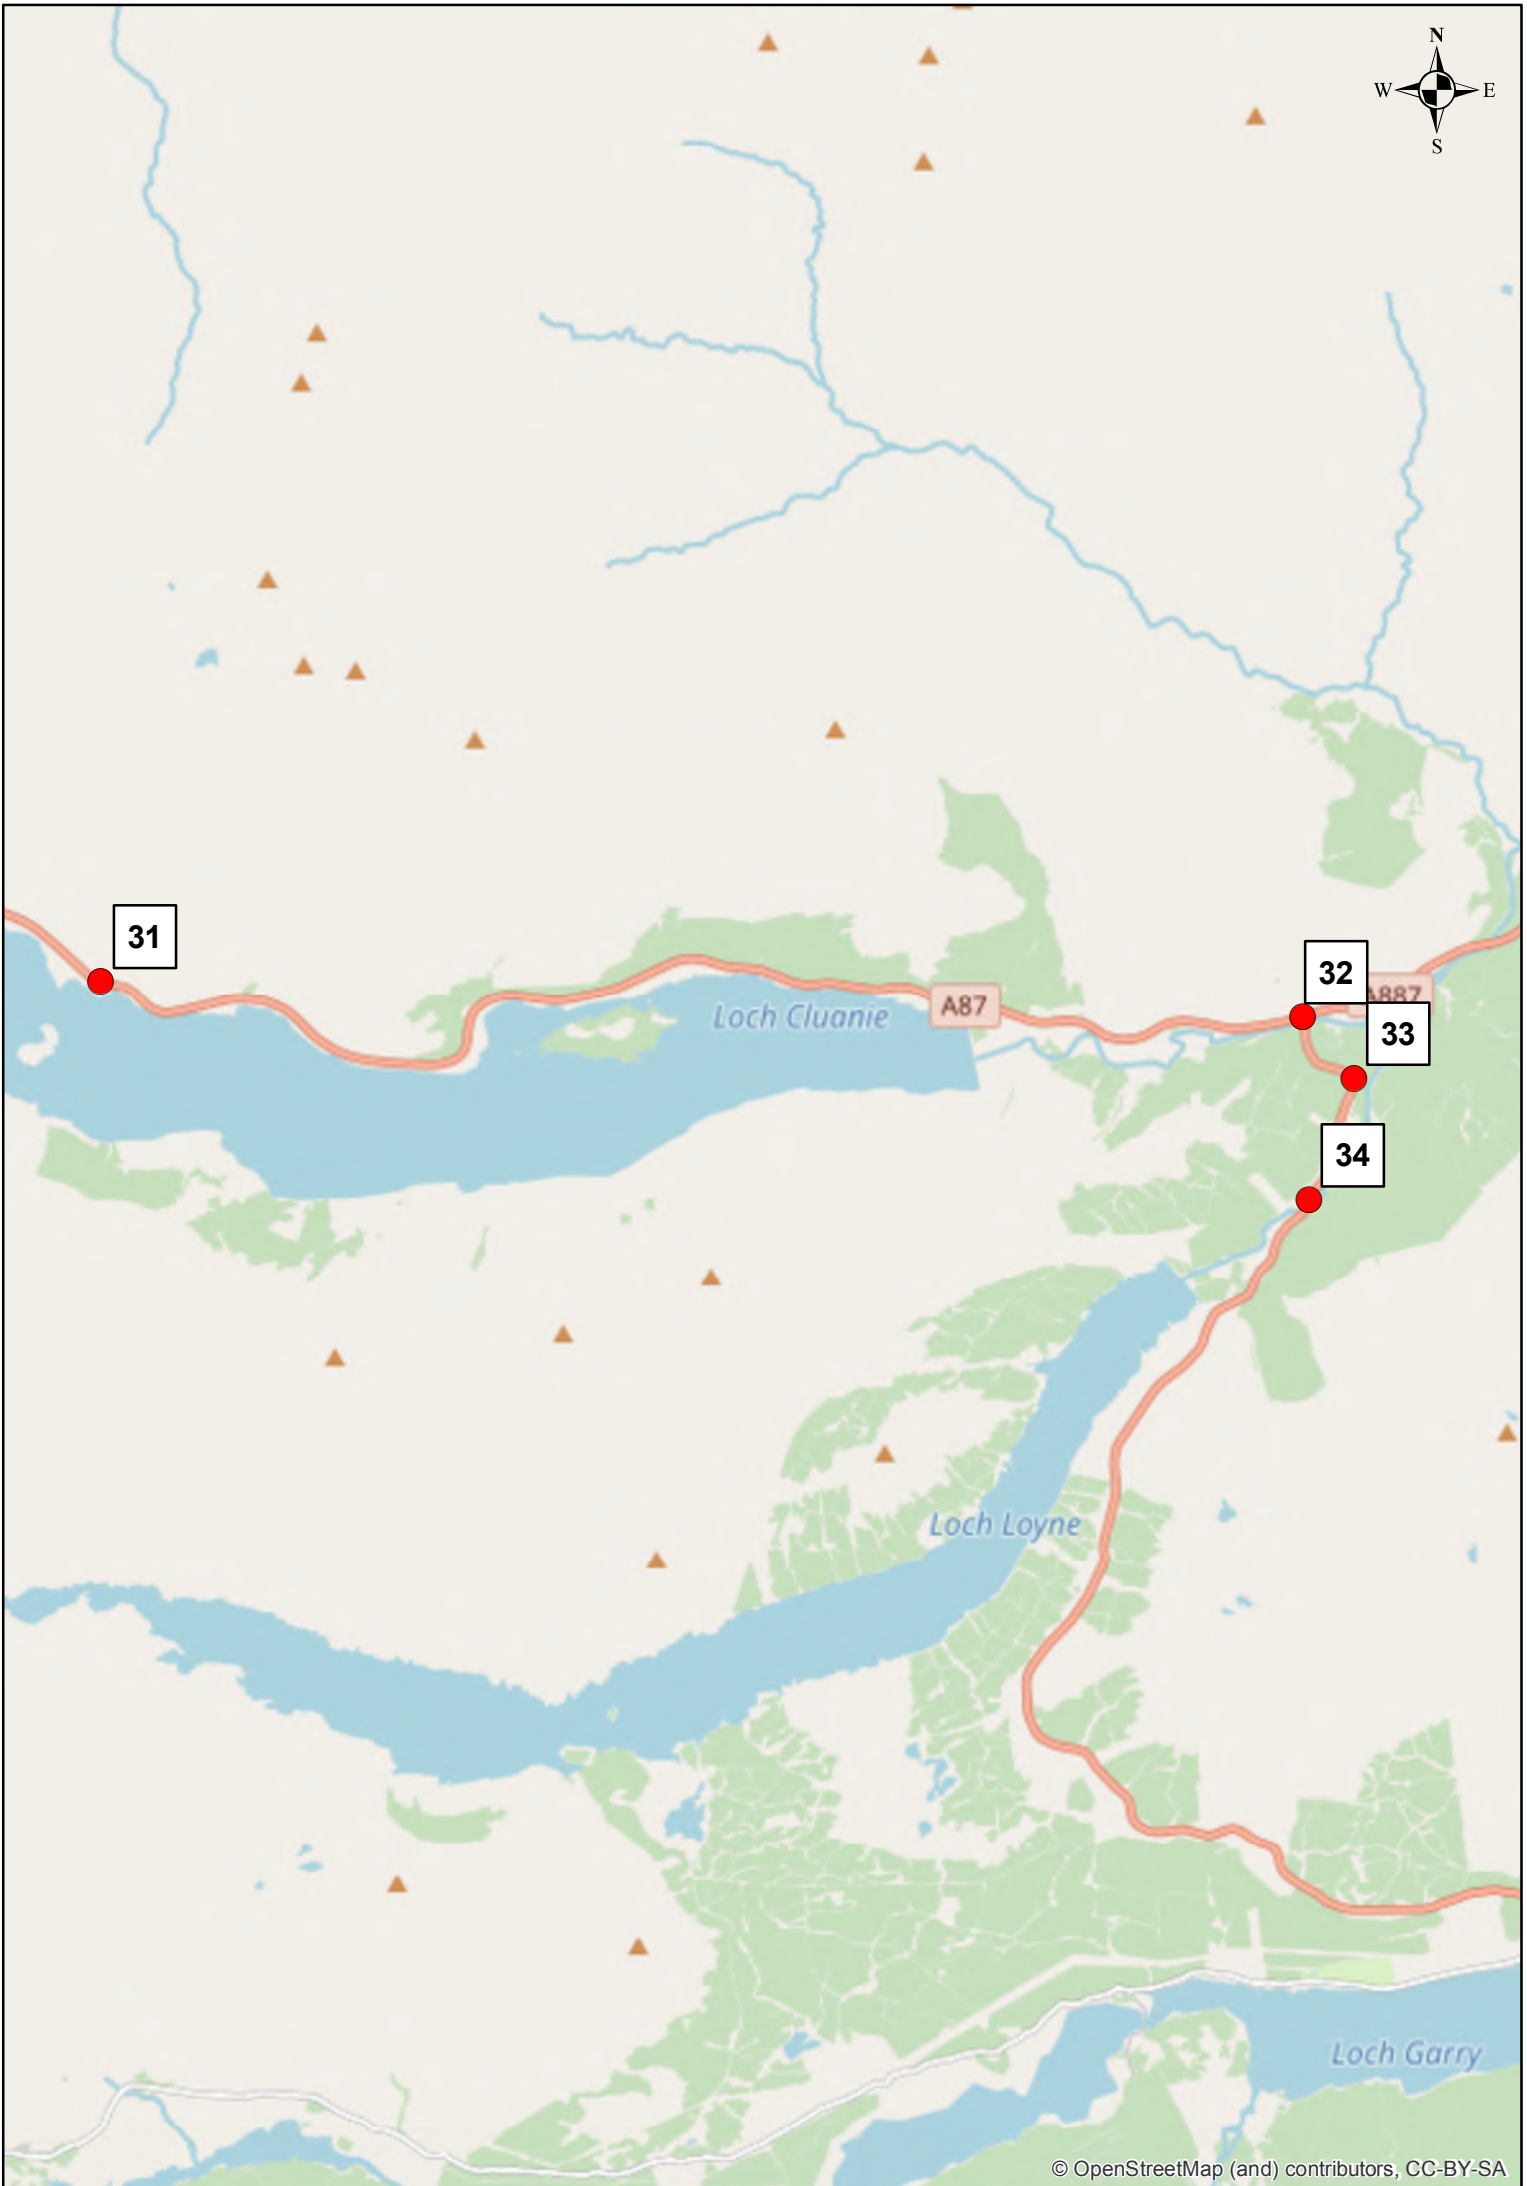 N
W E
S
31
32
A887
A87
Loch Cluanie
33
34
Loch Loyne
Loch Garry
© OpenStreetMap (and) contributors, CC-BY-SA